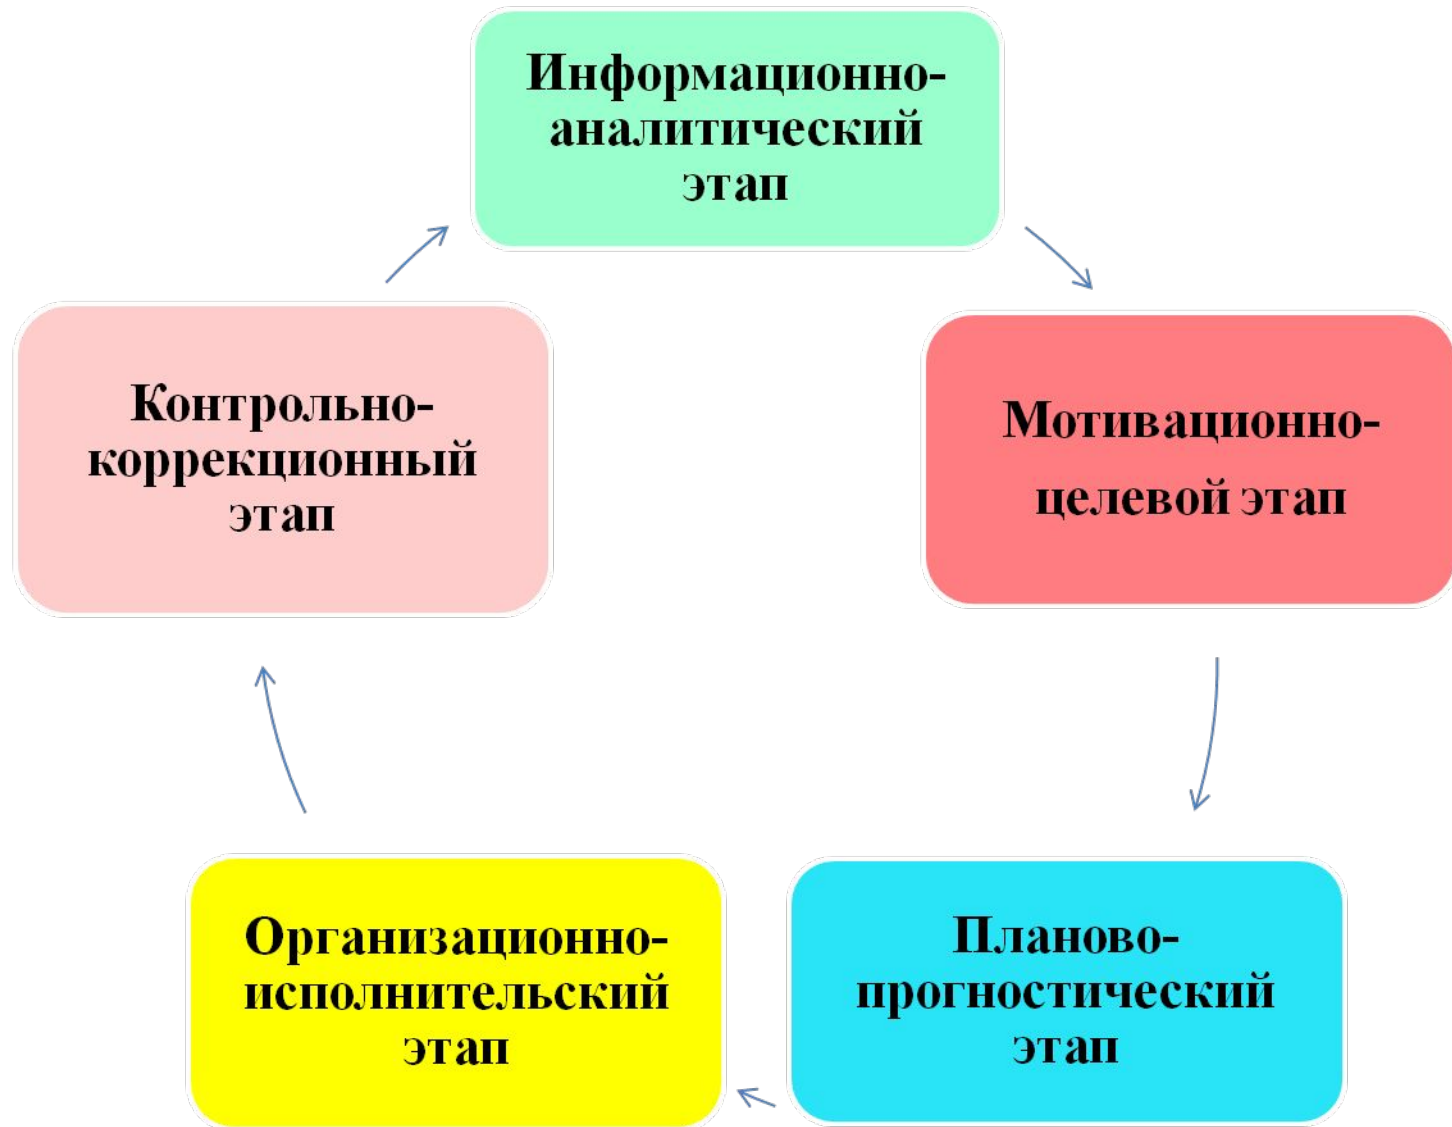 Информационно-
аналитический
этап
Мотивационно-
целевой этап
Планово-
прогностический
этап
Организационно-
исполнительский
этап
Контрольно-
коррекционный
этап